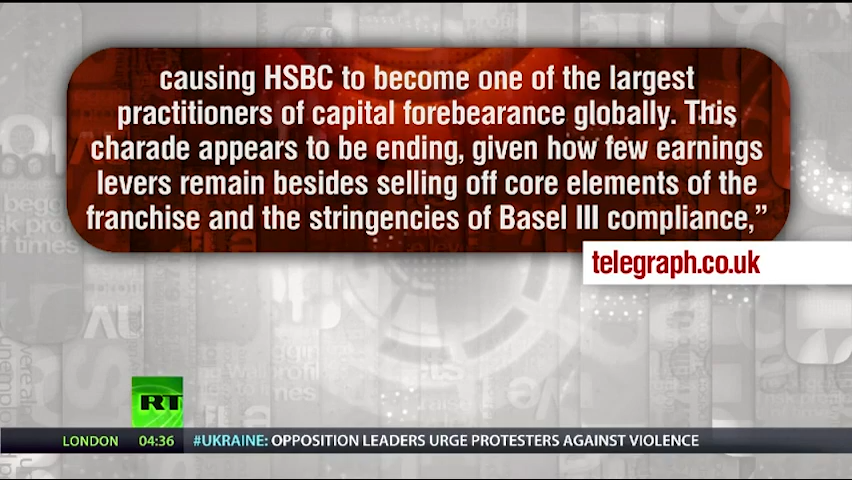 causing HSBC to become one of the largest
practitioners of capital forebearance globally. This
charade appears to be ending, given how few earnings
levers remain besides selling off core elements of the
franchise and the stringencies of Basel III compliance,”
telegraph.co.uk
RT
LONDON 04:36 #UKRAINE: OPPOSITION LEADERS URGE PROTESTERS AGAINST VIOLENCE